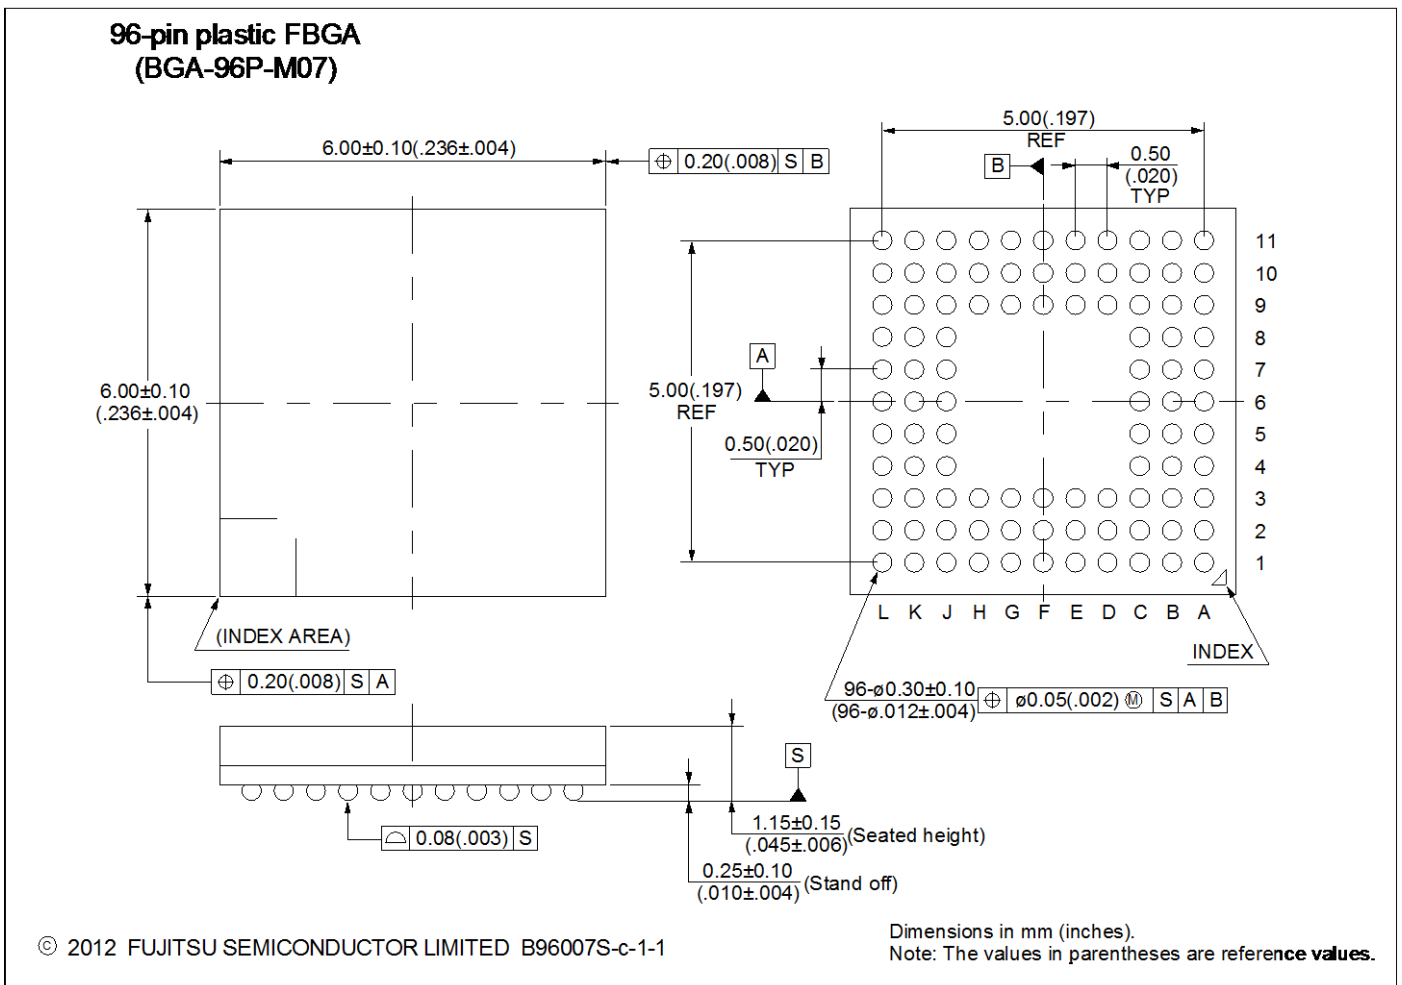 96-pin plastic FBGA
(BGA-96P-M07)
6.00±0.10(.236±.004)
0.20(.008) S B
5.00(.197)
REF
B
0.50
(.020)
TYP
11
10
9
8
7
6
5
4
3
2
1
A
5.00(.197)
REF
0.50(.020)
TYP
6.00±0.10
(.236±.004)
L K J H G F E D C B A
(INDEX AREA)
INDEX
⌖ 0.20(.008) S A
96-ø0.30±0.10
(96-ø.012±.004)
⌖ ø0.05(.002) Ⓜ S A B
S
⌓ 0.08(.003) S
1.15±0.15
(.045±.006)
(Seated height)
0.25±0.10
(.010±.004)
(Stand off)
© 2012 FUJITSU SEMICONDUCTOR LIMITED B96007S-c-1-1
Dimensions in mm (inches).
Note: The values in parentheses are reference values.